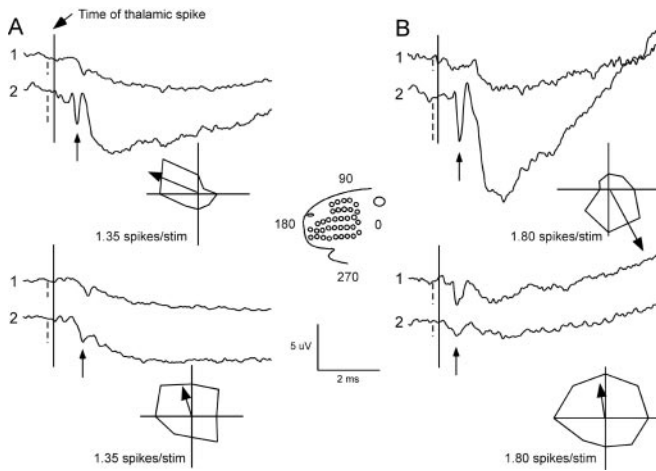 A
Time of thalamic spike
1
2
1.35 spikes/stim
1
2
1.35 spikes/stim
90
180
0
270
5 uV
2 ms
B
1
2
1.80 spikes/stim
1
2
1.80 spikes/stim